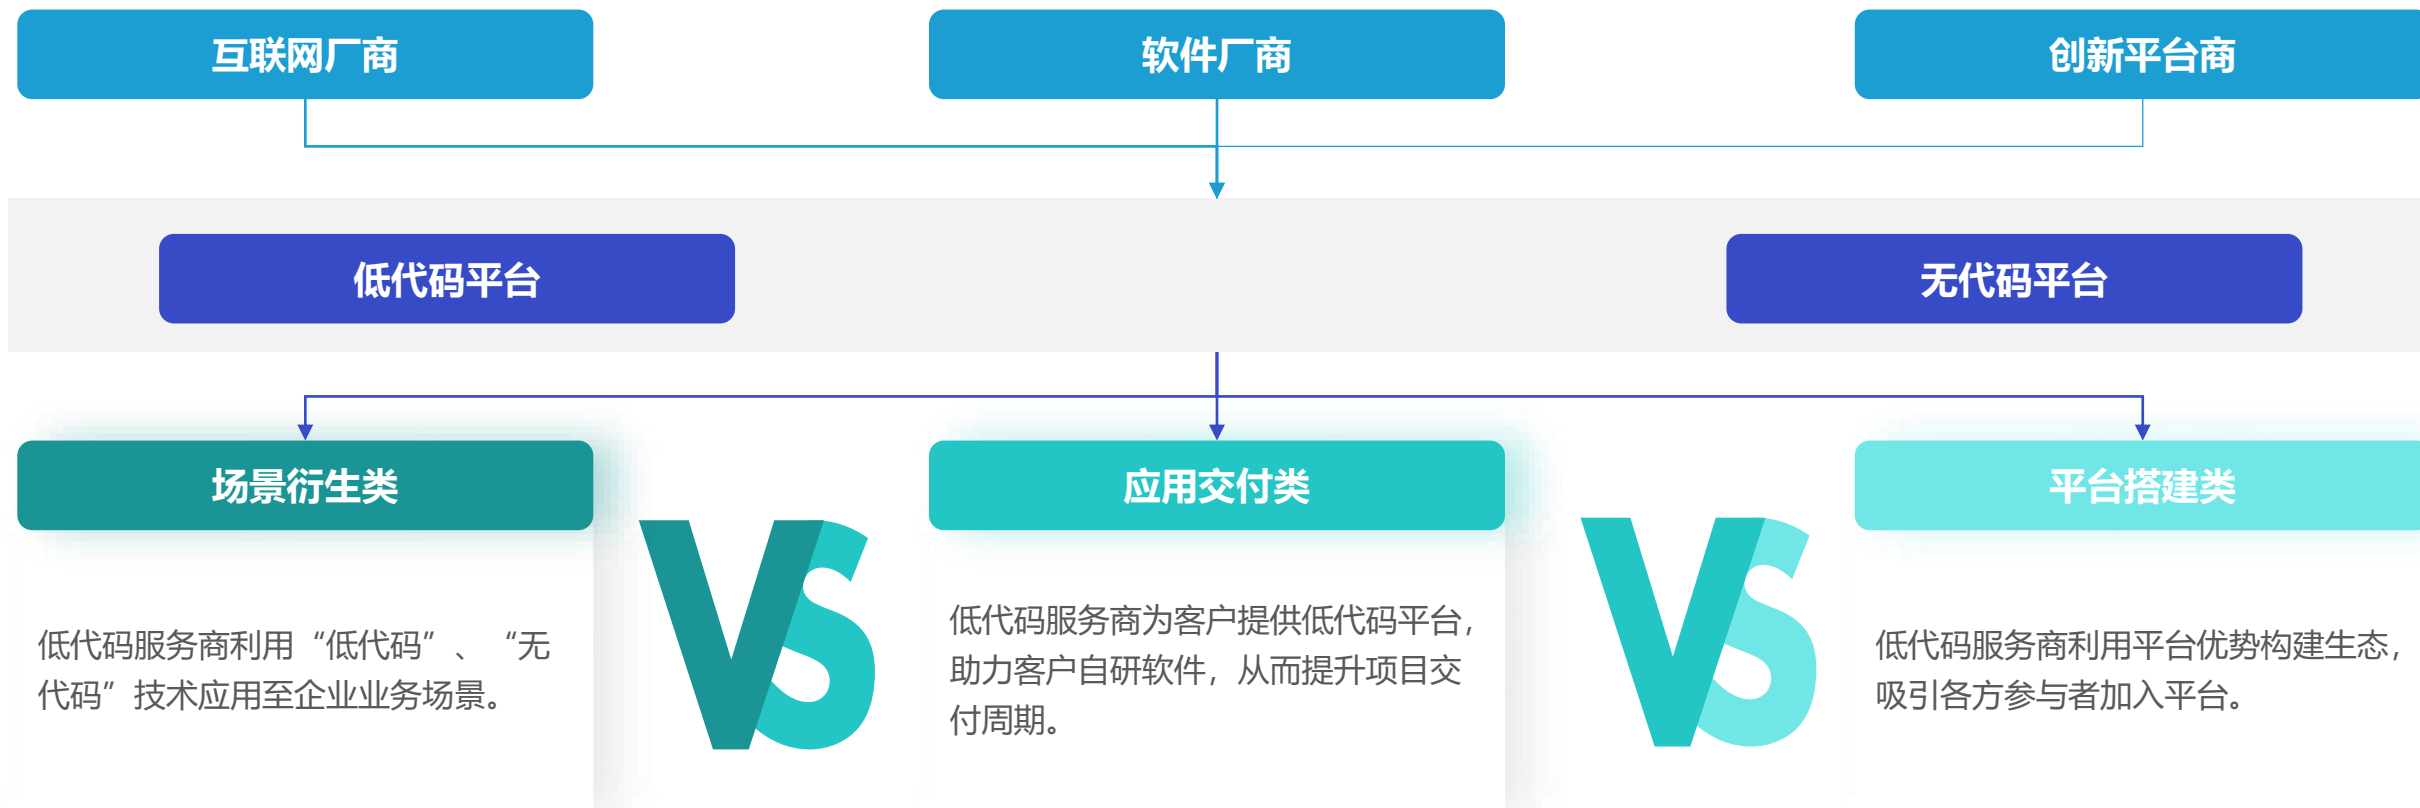 互联网厂商
软件厂商
创新平台商
低代码平台
无代码平台
场景衍生类
应用交付类
平台搭建类
低代码服务商利用“低代码”、“无
代码”技术应用至企业业务场景。
VS
低代码服务商为客户提供低代码平台，
助力客户自研软件，从而提升项目交
付周期。
VS
低代码服务商利用平台优势构建生态，
吸引各方参与者加入平台。